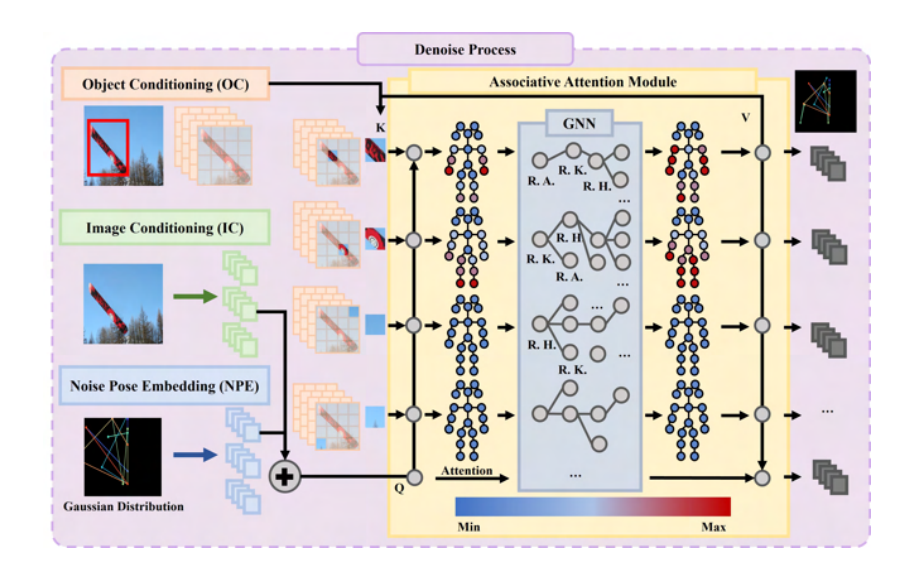 Denoise Process
Object Conditioning (OC)
Associative Attention Module
K
GNN
V
R. A.
R. K.
R. H.
...
Image Conditioning (IC)
R. H.
R. K.
R. A.
...
...
R. H.
R. K.
...
Noise Pose Embedding (NPE)
...
Gaussian Distribution
Q
Attention
...
Min
Max